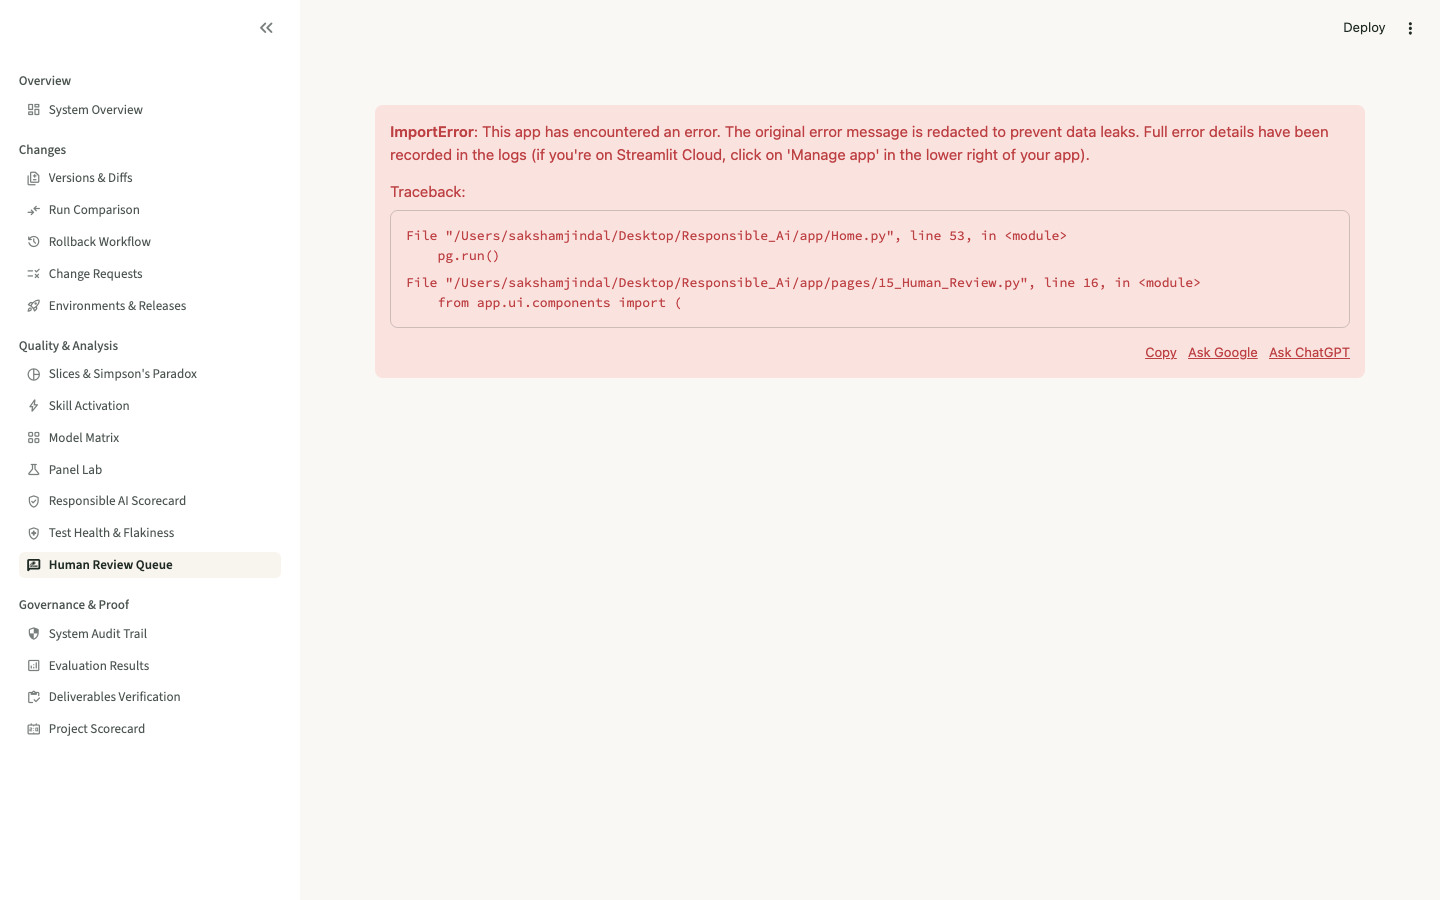 Deploy
Overview
System Overview
Changes
Versions & Diffs
Run Comparison
Rollback Workflow
Change Requests
Environments & Releases
Quality & Analysis
Slices & Simpson's Paradox
Skill Activation
Model Matrix
Panel Lab
Responsible AI Scorecard
Test Health & Flakiness
Human Review Queue
Governance & Proof
System Audit Trail
Evaluation Results
Deliverables Verification
Project Scorecard
ImportError: This app has encountered an error. The original error message is redacted to prevent data leaks. Full error details have been
recorded in the logs (if you're on Streamlit Cloud, click on 'Manage app' in the lower right of your app).
Traceback:
File "/Users/sakshamjindal/Desktop/Responsible_Ai/app/Home.py", line 53, in <module>
    pg.run()
File "/Users/sakshamjindal/Desktop/Responsible_Ai/app/pages/15_Human_Review.py", line 16, in <module>
    from app.ui.components import (
Copy Ask Google Ask ChatGPT